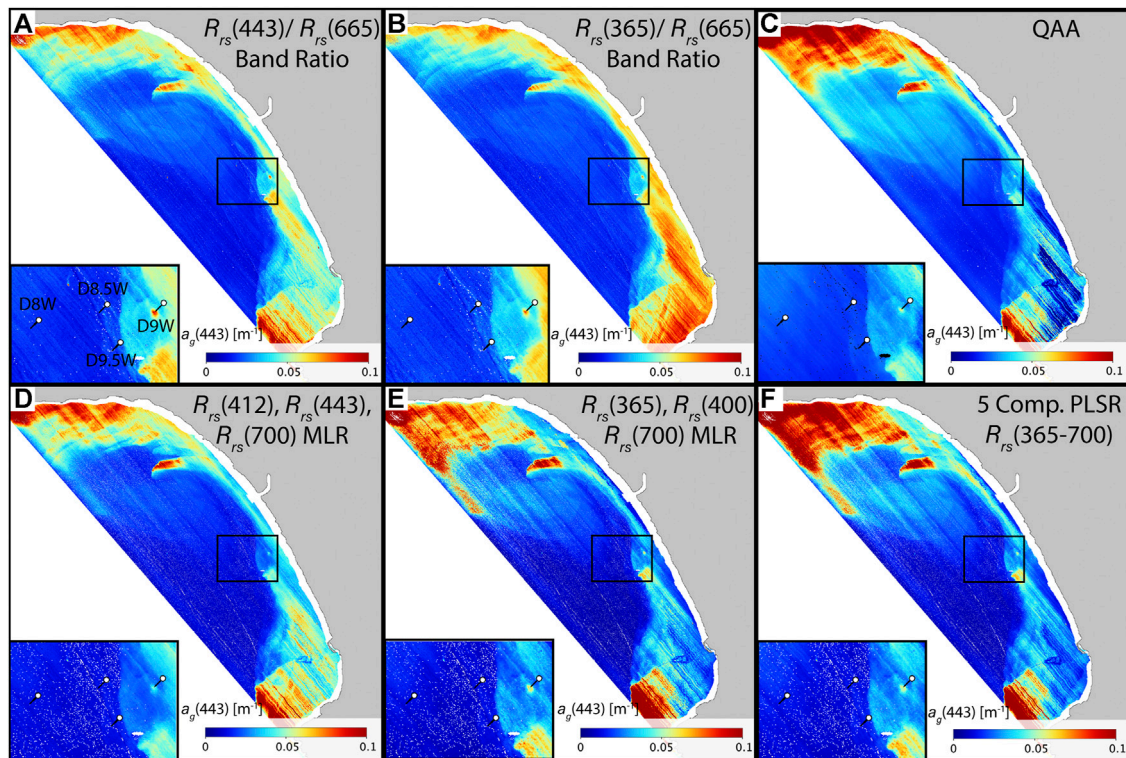 A
Rrs(443)/ Rrs(665)
Band Ratio
D8W
D8.5W
D9W
D9.5W
ag(443) [m-1]
0
0.05
0.1
B
Rrs(365)/ Rrs(665)
Band Ratio
ag(443) [m-1]
0
0.05
0.1
C
QAA
ag(443) [m-1]
0
0.05
0.1
D
Rrs(412), Rrs(443),
Rrs(700) MLR
ag(443) [m-1]
0
0.05
0.1
E
Rrs(365), Rrs(400)
Rrs(700) MLR
ag(443) [m-1]
0
0.05
0.1
F
5 Comp. PLSR
Rrs(365-700)
ag(443) [m-1]
0
0.05
0.1